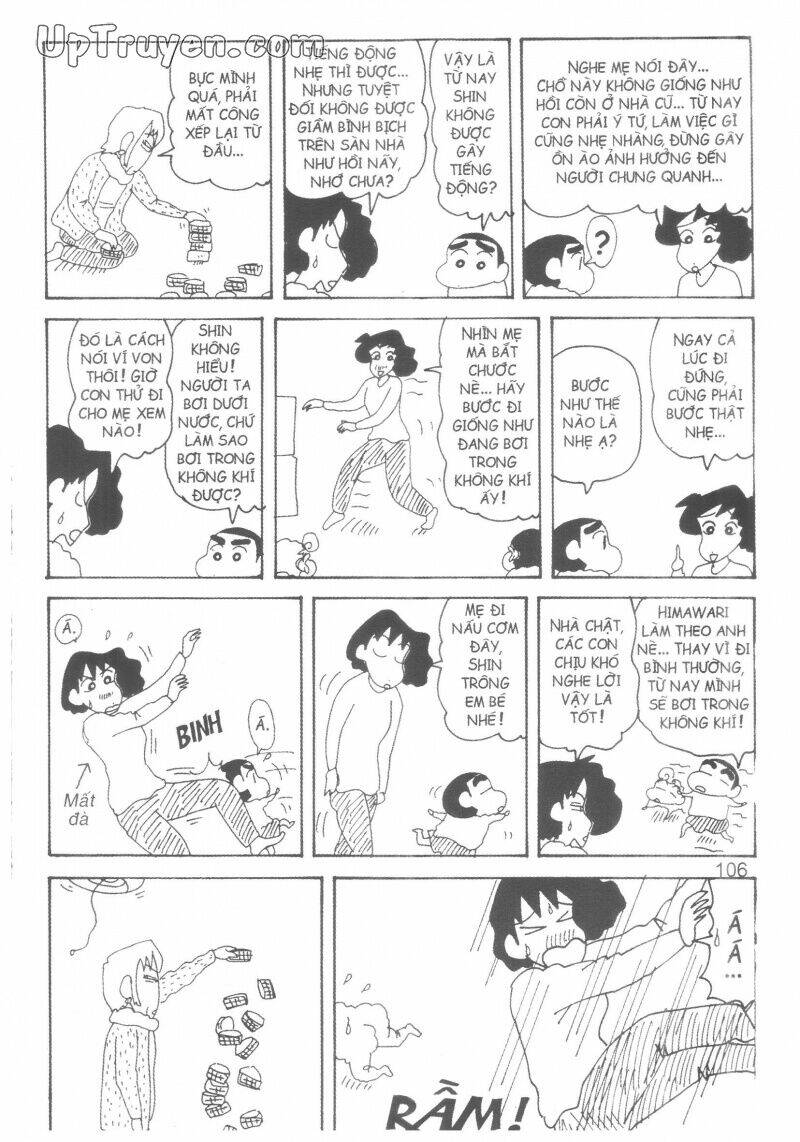 UpTruyen.com
NGHE MẸ NÓI ĐÂY...
CHỖ NÀY KHÔNG GIỐNG NHƯ
HỒI CÒN Ở NHÀ CŨ... TỪ NAY
CON PHẢI Ý TỨ, LÀM VIỆC GÌ
CŨNG NHẸ NHÀNG, ĐỪNG GÂY
ỒN ÀO ẢNH HƯỞNG ĐẾN
NGƯỜI CHUNG QUANH...
?
VẬY LÀ
TỪ NAY
SHIN
KHÔNG
ĐƯỢC
GÂY
TIẾNG
ĐỘNG?
TIẾNG ĐỘNG
NHẸ THÌ ĐƯỢC...
NHƯNG TUYỆT
ĐỐI KHÔNG ĐƯỢC
GIẪM BÌNH BỊCH
TRÊN SÀN NHÀ
NHƯ HỒI NÃY,
NHỚ CHƯA?
BỰC MÌNH
QUÁ, PHẢI
MẤT CÔNG
XẾP LẠI TỪ
ĐẦU...
NGAY CẢ
LÚC ĐI
ĐỨNG,
CŨNG PHẢI
BƯỚC THẬT
NHẸ...
BƯỚC
NHƯ THẾ
NÀO LÀ
NHẸ Ạ?
NHÌN MẸ
MÀ BẮT
CHƯỚC
NÈ... HÃY
BƯỚC ĐI
GIỐNG NHƯ
ĐANG BƠI
TRONG
KHÔNG KHÍ
ẤY!
SHIN
KHÔNG
HIỂU!
NGƯỜI TA
BƠI DƯỚI
NƯỚC, CHỨ
LÀM SAO
BƠI TRONG
KHÔNG KHÍ
ĐƯỢC?
ĐÓ LÀ CÁCH
NÓI VÍ VON
THÔI! GIỜ
CON THỬ ĐI
CHO MẸ XEM
NÀO!
HIMAWARI
LÀM THEO ANH
NÈ... THAY VÌ ĐI
BÌNH THƯỜNG,
TỪ NAY MÌNH
SẼ BƠI TRONG
KHÔNG KHÍ!
NHÀ CHẬT,
CÁC CON
CHỊU KHÓ
NGHE LỜI
VẬY LÀ
TỐT!
MẸ ĐI
NẤU CƠM
ĐÂY,
SHIN
TRÔNG
EM BÉ
NHÉ!
Á.
BINH
Á.
Mất
đà
106
Á
Á
...
RẦM!